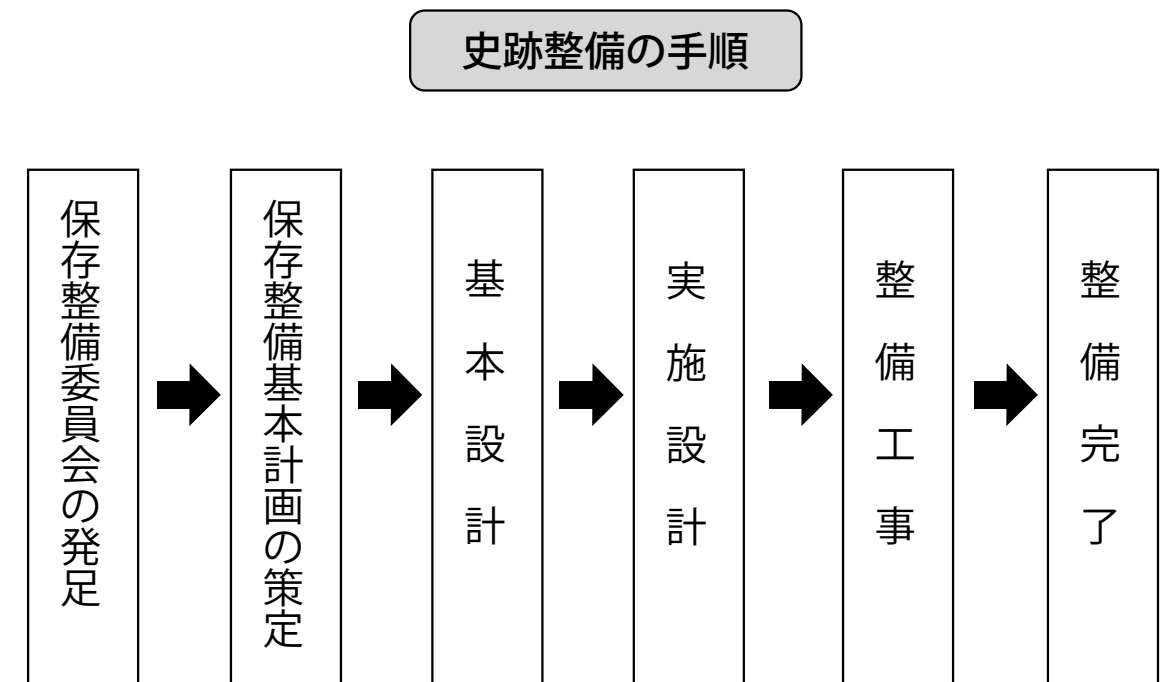 史跡整備の手順
保存整備委員会の発足
保存整備基本計画の策定
基本設計
実施設計
整備工事
整備完了